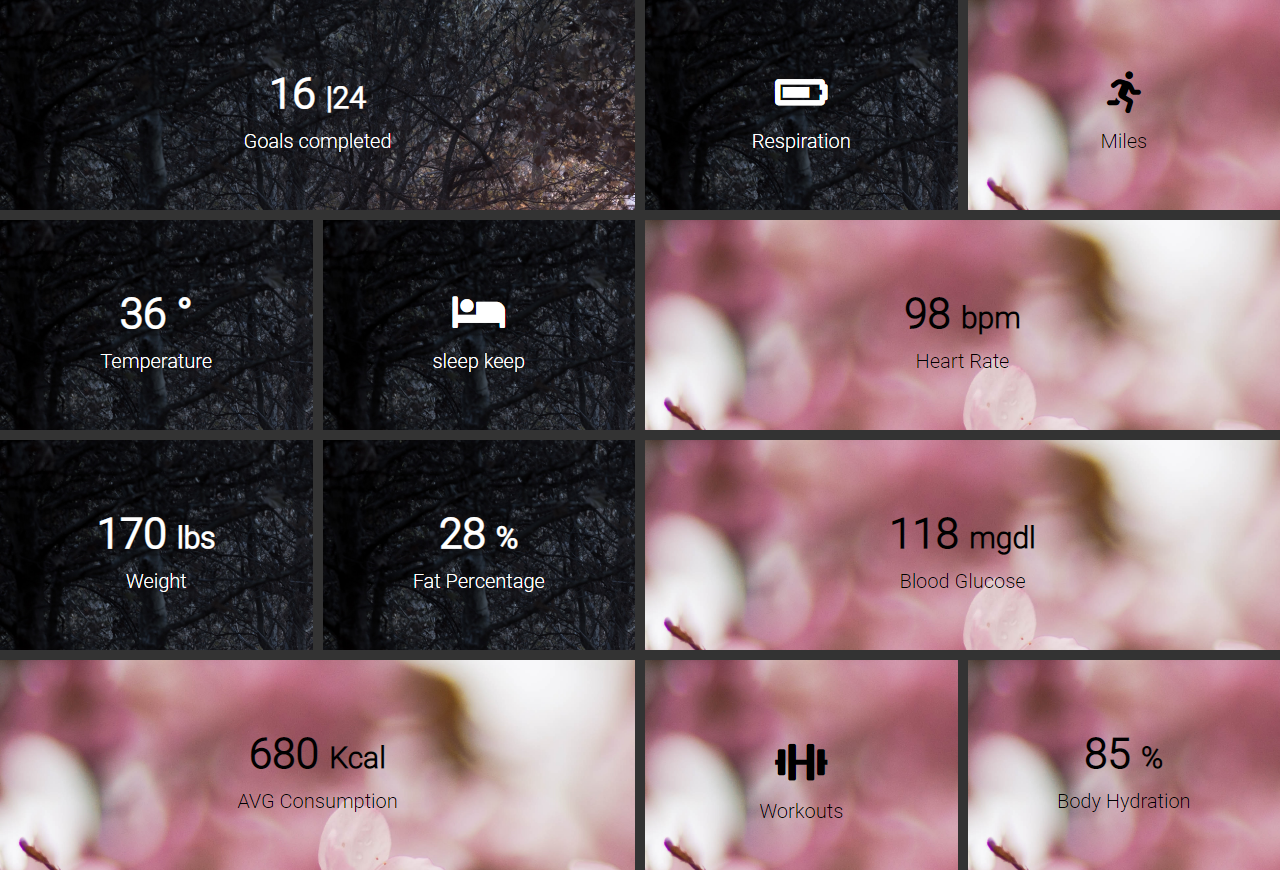 16 |24
Goals completed
Respiration
Miles
36 °
Temperature
sleep keep
98 bpm
Heart Rate
170 lbs
Weight
28 %
Fat Percentage
118 mgdl
Blood Glucose
680 Kcal
AVG Consumption
Workouts
85 %
Body Hydration